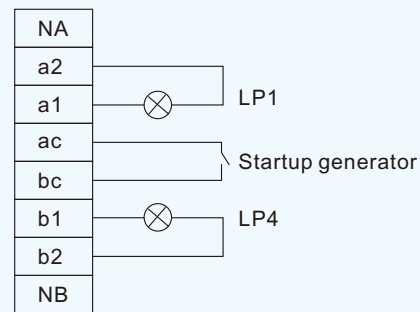 NA
a2
a1
LP1
ac
Startup generator
bc
b1
LP4
b2
NB